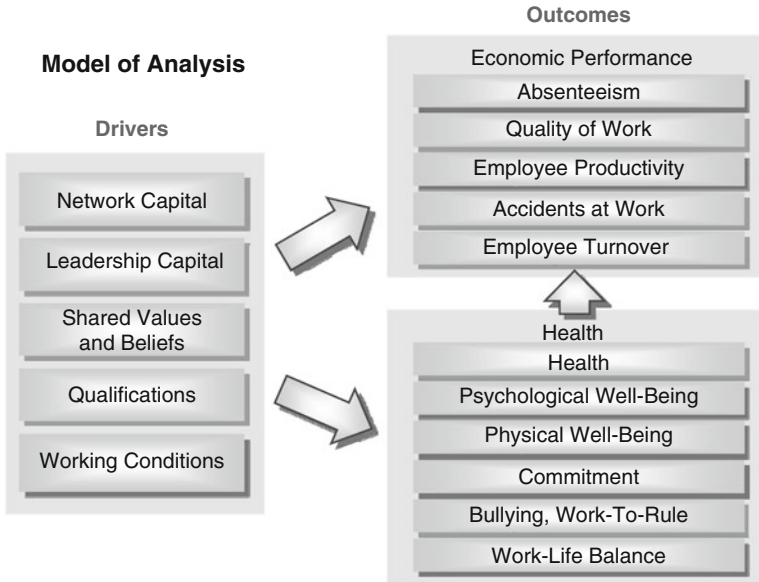 Model of Analysis
Drivers
Network Capital
Leadership Capital
Shared Values
and Beliefs
Qualifications
Working Conditions
Outcomes
Economic Performance
Absenteeism
Quality of Work
Employee Productivity
Accidents at Work
Employee Turnover
Health
Health
Psychological Well-Being
Physical Well-Being
Commitment
Bullying, Work-To-Rule
Work-Life Balance